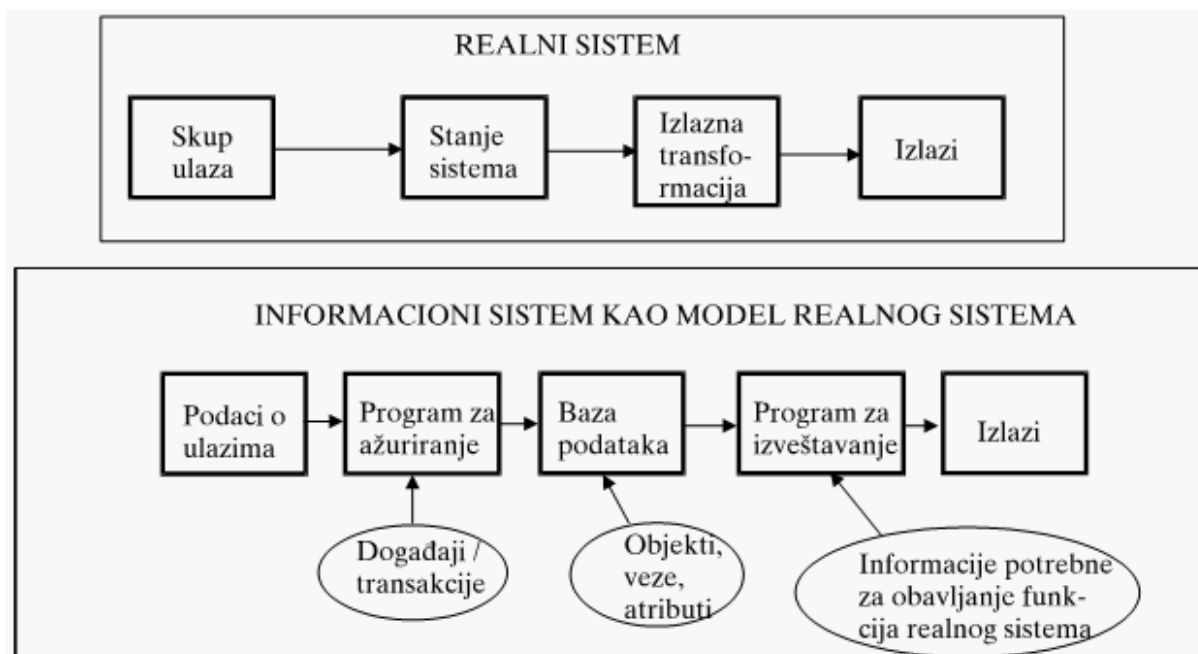 REALNI SISTEM
Skup
ulaza
Stanje
sistema
Izlazna
transfo-
rmacija
Izlazi
INFORMACIONI SISTEM KAO MODEL REALNOG SISTEMA
Podaci o
ulazima
Program za
ažuriranje
Baza
podataka
Program za
izveštavanje
Izlazi
Događaji /
transakcije
Objekti,
veze,
atributi
Informacije potrebne
za obavljanje funk-
cija realnog sistema